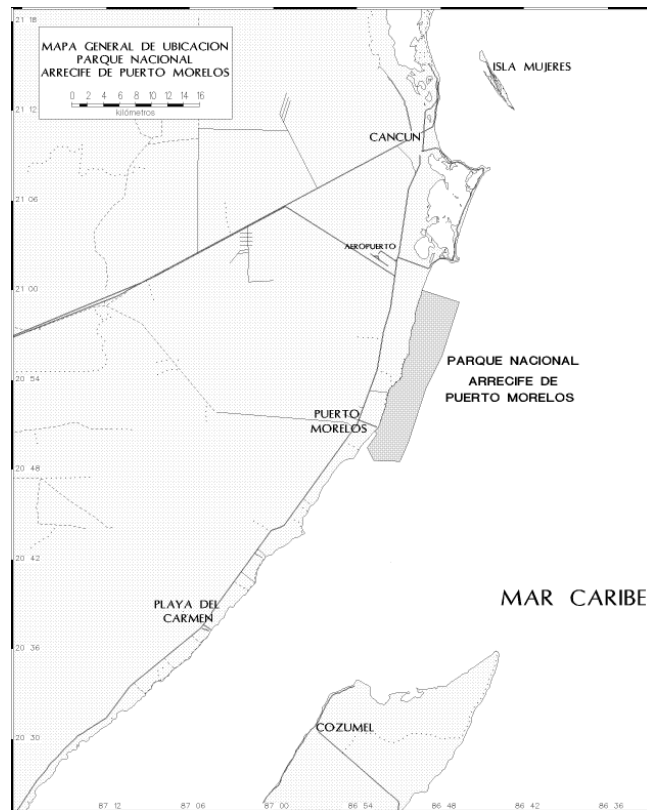 21 18
MAPA GENERAL DE UBICACION
PARQUE NACIONAL
ARRECIFE DE PUERTO MORELOS
0 2 4 6 8 10 12 14 16
kilómetros
ISLA MUJERES
21 12
CANCUN
21 06
AEROPUERTO
21 00
PARQUE NACIONAL
ARRECIFE DE
PUERTO MORELOS
20 54
PUERTO
MORELOS
20 48
20 42
PLAYA DEL
CARMEN
MAR CARIBE
20 36
COZUMEL
20 30
87 12
87 06
87 00
86 54
86 48
86 42
86 36